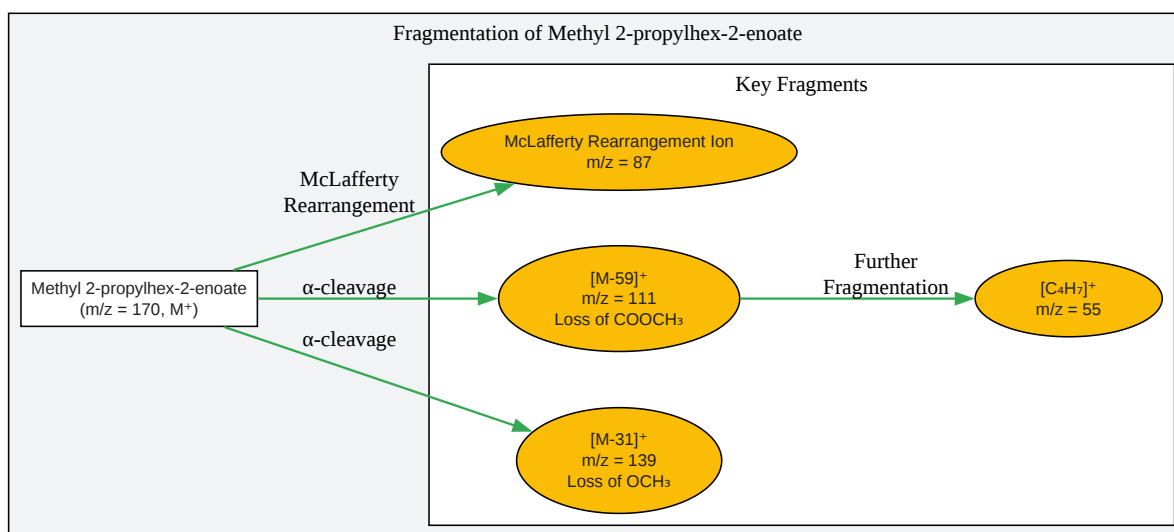 Fragmentation of Methyl 2-propylhex-2-enoate
Key Fragments
McLafferty Rearrangement Ion
m/z = 87
McLafferty
Rearrangement
Methyl 2-propylhex-2-enoate
(m/z = 170, M⁺)
α-cleavage
[M-59]⁺
m/z = 111
Loss of COOCH₃
Further
Fragmentation
[C₄H₇]⁺
m/z = 55
α-cleavage
[M-31]⁺
m/z = 139
Loss of OCH₃